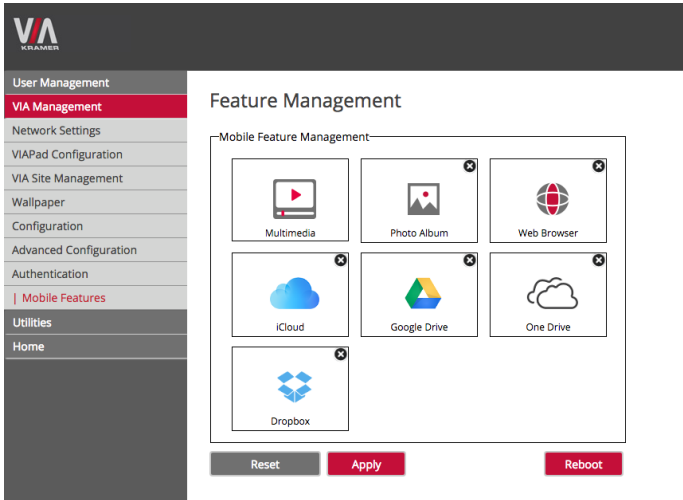 VIA
KRAMER
User Management
VIA Management
Network Settings
VIAPad Configuration
VIA Site Management
Wallpaper
Configuration
Advanced Configuration
Authentication
| Mobile Features
Utilities
Home
Feature Management
Mobile Feature Management
Multimedia
Photo Album
Web Browser
iCloud
Google Drive
One Drive
Dropbox
Reset
Apply
Reboot